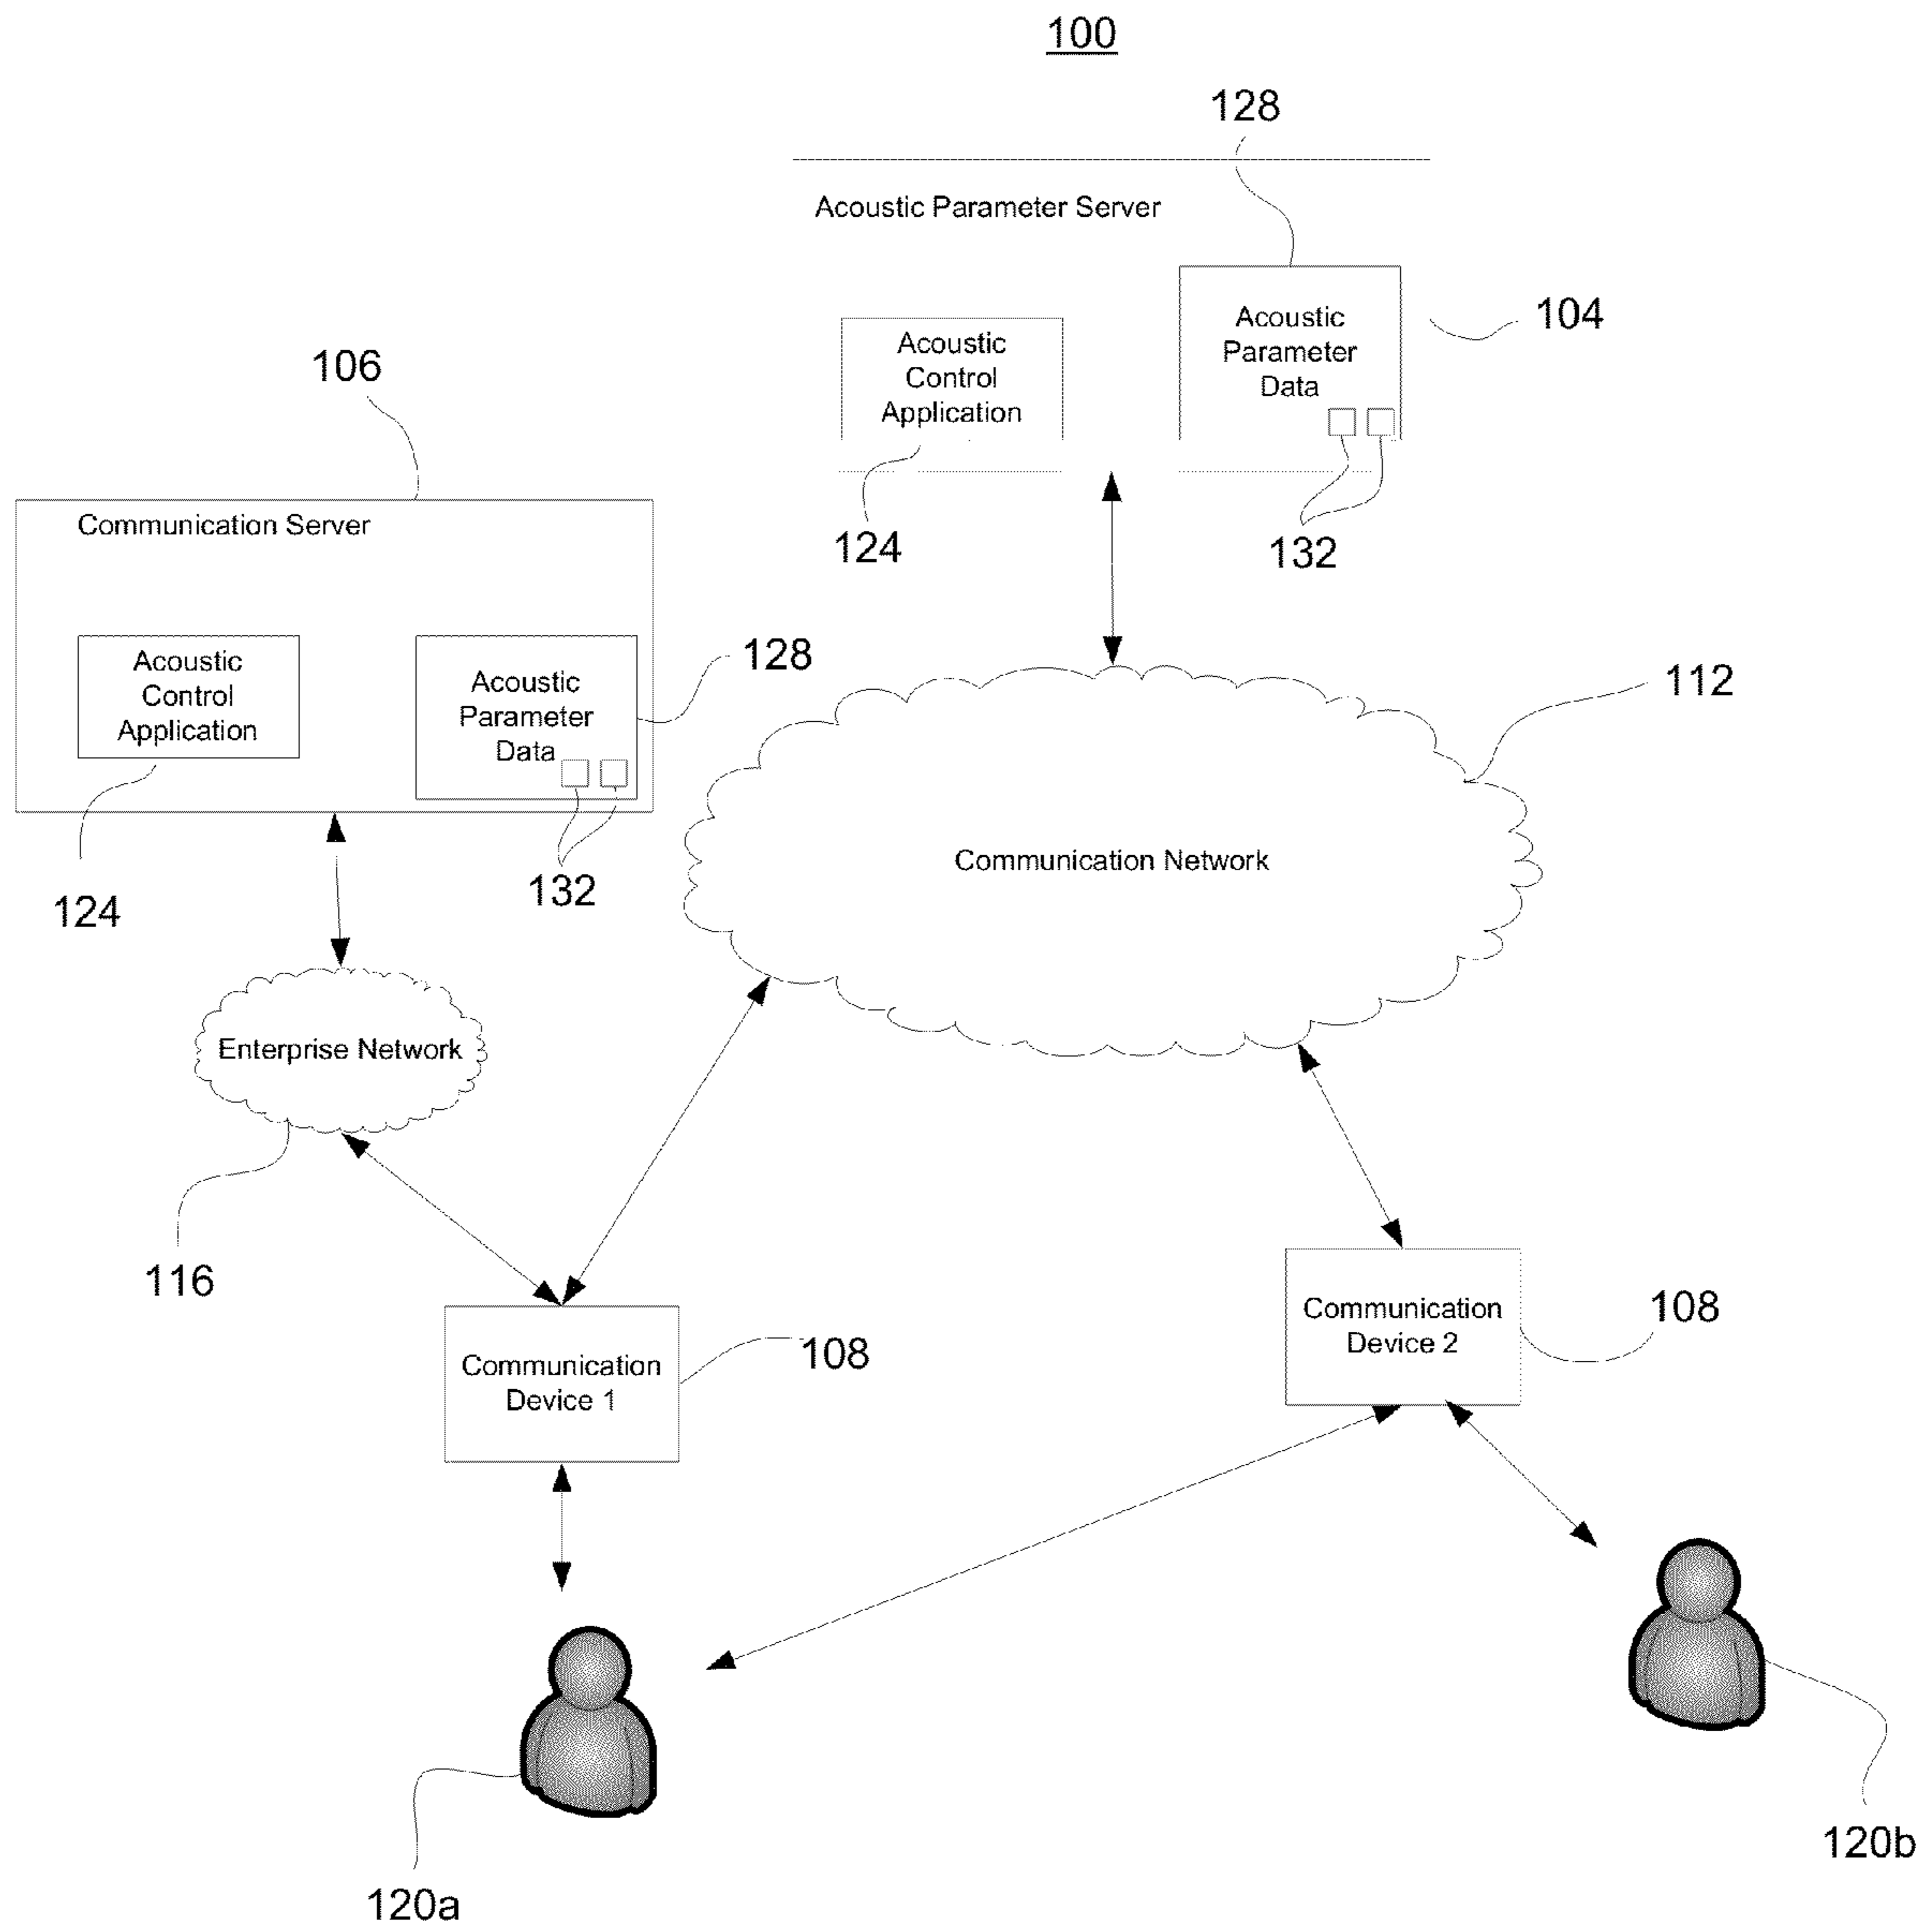 100
128
Acoustic Parameter Server
104
Acoustic
Parameter
Data
Acoustic
Control
Application
106
Communication Server
124
132
Acoustic
Control
Application
Acoustic
Parameter
Data
128
112
Communication Network
124
132
Enterprise Network
116
Communication
Device 1
108
Communication
Device 2
108
120a
120b